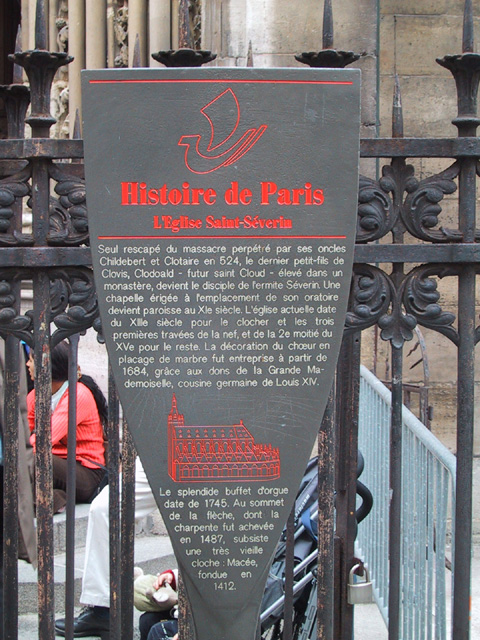 Histoire de Paris
L'Eglise Saint-Séverin
Seul rescapé du massacre perpétré par ses oncles
Childebert et Clotaire en 524, le dernier petit-fils de
Clovis, Clodoald - futur saint Cloud - élevé dans un
monastère, devient le disciple de l'ermite Séverin. Une
chapelle érigée à l'emplacement de son oratoire
devient paroisse au XIe siècle. L'église actuelle date
du XIIIe siècle pour le clocher et les trois
premières travées de la nef, et de la 2e moitié du
XVe pour le reste. La décoration du chœur en
placage de marbre fut entreprise à partir de
1684, grâce aux dons de la Grande Ma-
demoiselle, cousine germaine de Louis XIV.
Le splendide buffet d'orgue
date de 1745. Au sommet
de la flèche, dont la
charpente fut achevée
en 1487, subsiste
une très vieille
cloche : Macée,
fondue en
1412.